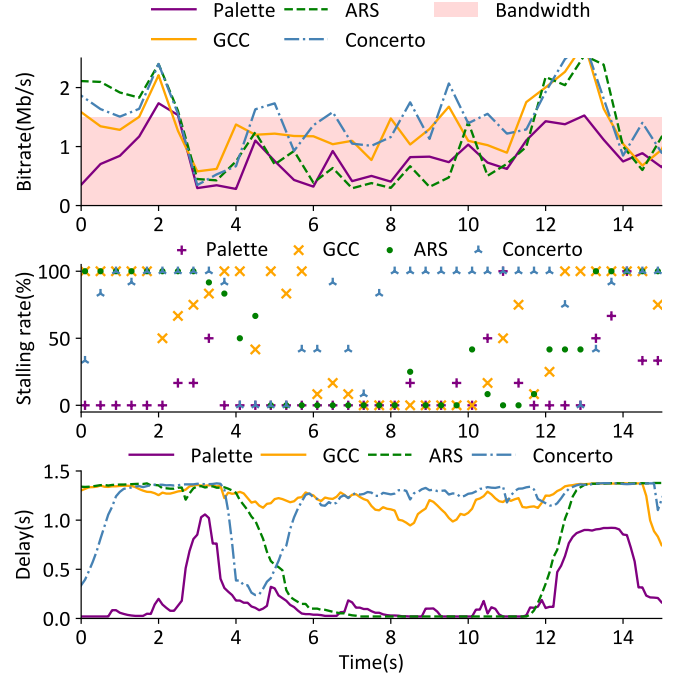 Palette ARS Bandwidth
GCC Concerto
Bitrate(Mb/s)
2
1
0
0 2 4 6 8 10 12 14
Palette GCC ARS Concerto
Stalling rate(%)
100
50
0
0 2 4 6 8 10 12 14
Palette GCC ARS Concerto
Delay(s)
1.5
1.0
0.5
0.0
0 2 4 6 8 10 12 14
Time(s)